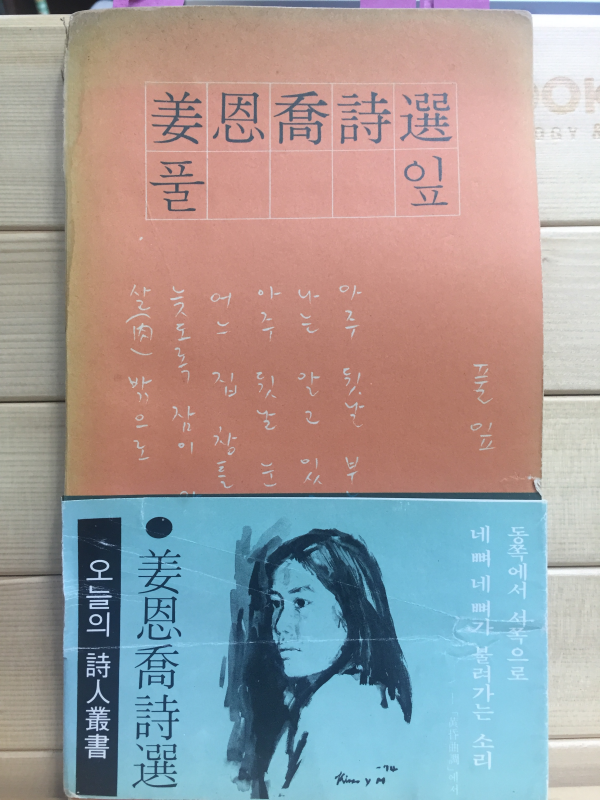 姜恩喬詩選
풀 잎
풀잎
아주 뒷날 부
나는 알고 있
아주 뒷날 눈
어느 집 창틀
늦도록 잠이
살(肉) 밖으로
동쪽에서 서쪽으로
네 뼈 네 뼈가 불려가는 소리
●姜恩喬詩選
오늘의 詩人叢書
-74